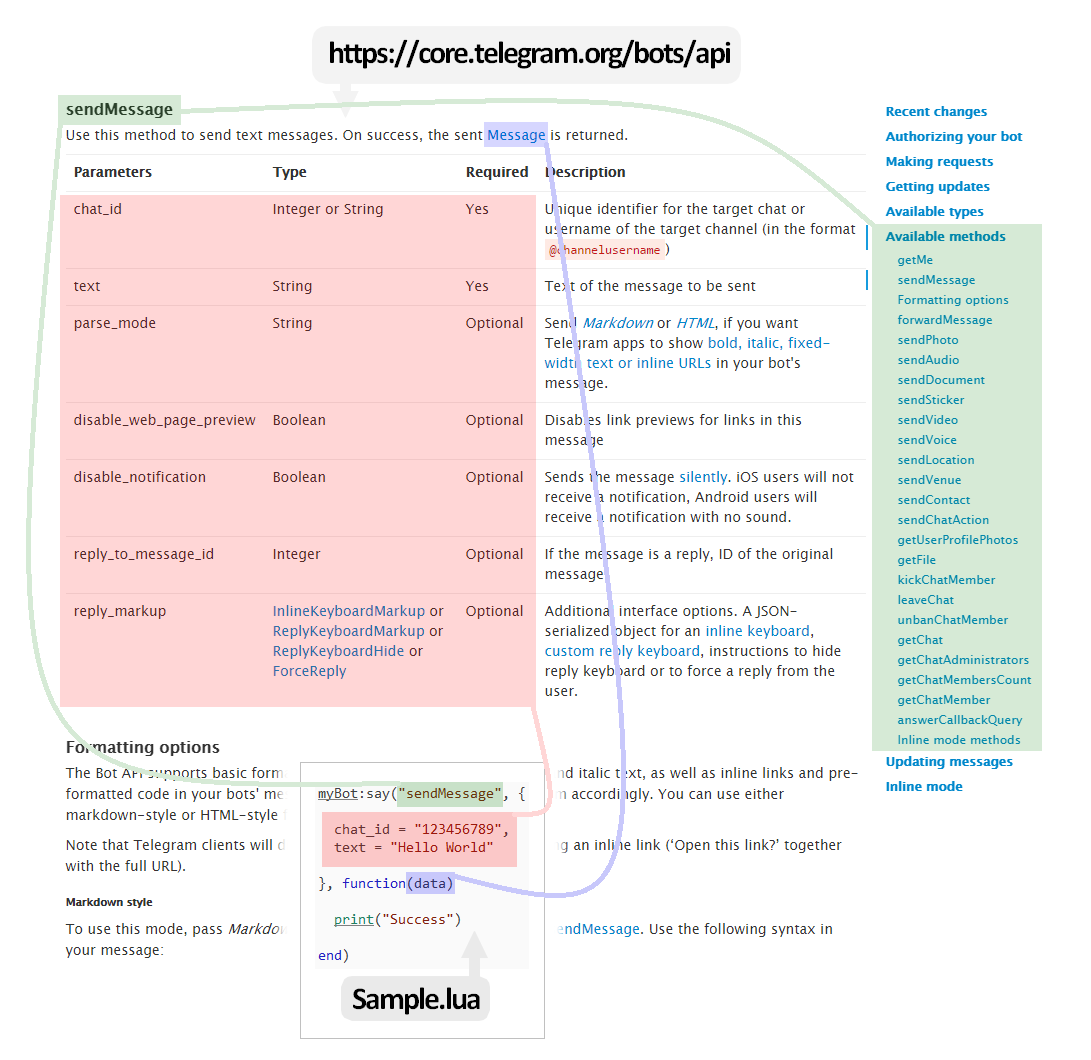 https://core.telegram.org/bots/api
sendMessage
Use this method to send text messages. On success, the sent Message is returned.
Parameters Type Required Description
chat_id Integer or String Yes Unique identifier for the target chat or
username of the target channel (in the format
@channelusername)
text String Yes Text of the message to be sent
parse_mode String Optional Send Markdown or HTML, if you want
Telegram apps to show bold, italic, fixed-
width text or inline URLs in your bot's
message.
disable_web_page_preview Boolean Optional Disables link previews for links in this
message
disable_notification Boolean Optional Sends the message silently. iOS users will not
receive a notification, Android users will
receive a notification with no sound.
reply_to_message_id Integer Optional If the message is a reply, ID of the original
message
reply_markup InlineKeyboardMarkup or Optional Additional interface options. A JSON-
ReplyKeyboardMarkup or serialized object for an inline keyboard,
ReplyKeyboardHide or custom reply keyboard, instructions to hide
ForceReply reply keyboard or to force a reply from the
user.
Recent changes
Authorizing your bot
Making requests
Getting updates
Available types
Available methods
getMe
sendMessage
Formatting options
forwardMessage
sendPhoto
sendAudio
sendDocument
sendSticker
sendVideo
sendVoice
sendLocation
sendVenue
sendContact
sendChatAction
getUserProfilePhotos
getFile
kickChatMember
leaveChat
unbanChatMember
getChat
getChatAdministrators
getChatMembersCount
getChatMember
answerCallbackQuery
Inline mode methods
Updating messages
Inline mode
Formatting options
The Bot API supports basic form nd italic text, as well as inline links and pre-
formatted code in your bots' me accordingly. You can use either
markdown-style or HTML-style
Note that Telegram clients will d g an inline link (‘Open this link?’ together
with the full URL).
Markdown style
To use this mode, pass Markdow endMessage. Use the following syntax in
your message:
myBot:say("sendMessage", {
chat_id = "123456789",
text = "Hello World"
}, function(data)
print("Success")
end)
Sample.lua